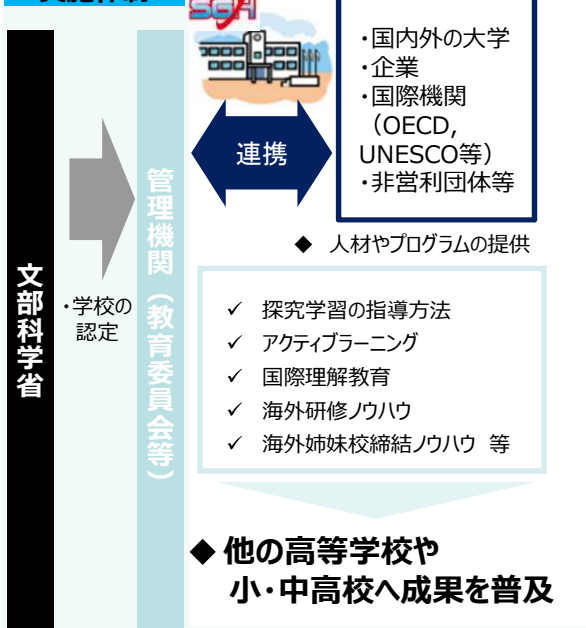 SGH
・国内外の大学
・企業
・国際機関
（OECD,
UNESCO等）
・非営利団体等
連携
◆ 人材やプログラムの提供
文部科学省
・学校の
認定
管理機関（教育委員会等）
✓ 探究学習の指導方法
✓ アクティブラーニング
✓ 国際理解教育
✓ 海外研修ノウハウ
✓ 海外姉妹校締結ノウハウ 等
◆ 他の高等学校や
小・中高校へ成果を普及